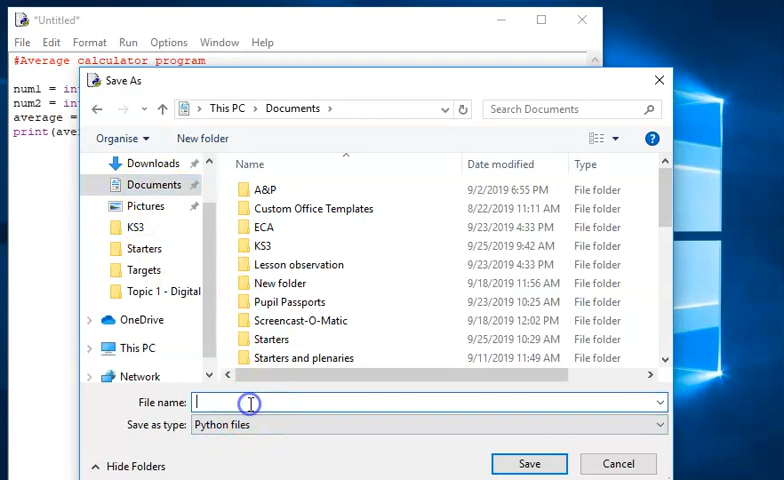 *Untitled*
File Edit Format Run Options Window Help
#Average calculator program
num1 = in
num2 = in
average =
print(ave
Save As
This PC Documents
Search Documents
Organise New folder
Name Date modified Type
Downloads
Documents
Pictures
KS3
Starters
Targets
Topic 1 - Digital
OneDrive
This PC
Network
A&P 9/2/2019 6:55 PM File folder
Custom Office Templates 8/22/2019 11:11 AM File folder
ECA 9/23/2019 4:33 PM File folder
KS3 9/25/2019 9:42 AM File folder
Lesson observation 9/23/2019 4:33 PM File folder
New folder 9/18/2019 11:56 AM File folder
Pupil Passports 9/23/2019 10:25 AM File folder
Screencast-O-Matic 9/18/2019 12:02 PM File folder
Starters 9/25/2019 10:29 AM File folder
Starters and plenaries 9/11/2019 11:49 AM File folder
File name:
Save as type: Python files
Hide Folders
Save Cancel